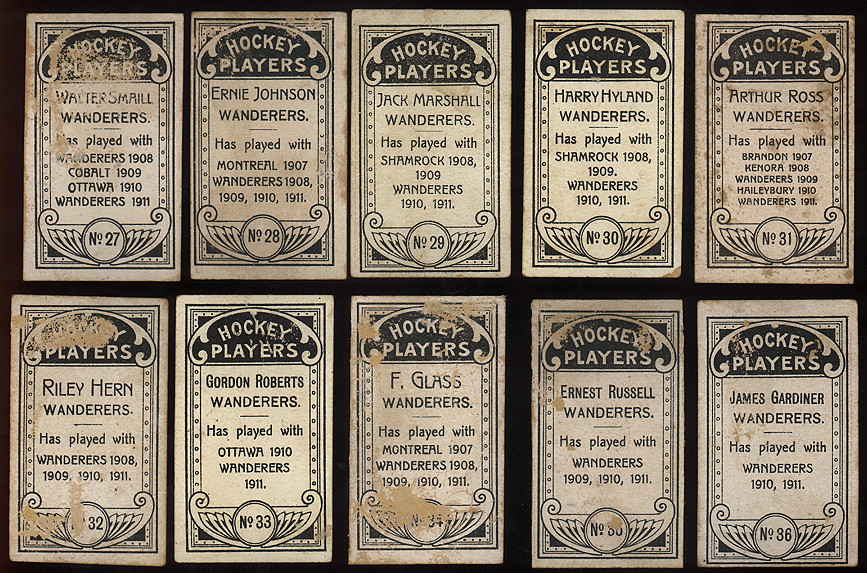 HOCKEY
PLAYERS
WALTER SMAILL
WANDERERS.
Has played with
WANDERERS 1908
COBALT 1909
OTTAWA 1910
WANDERERS 1911
No 27
HOCKEY
PLAYERS
ERNIE JOHNSON
WANDERERS.
Has played with
MONTREAL 1907
WANDERERS 1908,
1909, 1910, 1911.
No 28
HOCKEY
PLAYERS
JACK MARSHALL
WANDERERS.
Has played with
SHAMROCK 1908,
1909
WANDERERS
1910, 1911.
No 29
HOCKEY
PLAYERS
HARRY HYLAND
WANDERERS.
Has played with
SHAMROCK 1908,
1909.
WANDERERS
1910, 1911.
No 30
HOCKEY
PLAYERS
ARTHUR ROSS
WANDERERS.
Has played with
BRANDON 1907
KENORA 1908
WANDERERS 1909
HAILEYBURY 1910
WANDERERS 1911.
No 31
HOCKEY
PLAYERS
RILEY HERN
WANDERERS.
Has played with
WANDERERS 1908,
1909, 1910, 1911.
32
HOCKEY
PLAYERS
GORDON ROBERTS
WANDERERS.
Has played with
OTTAWA 1910
WANDERERS
1911.
No 33
HOCKEY
PLAYERS
F. GLASS
WANDERERS.
Has played with
MONTREAL 1907
WANDERERS 1908,
1909, 1910, 1911.
No 34
HOCKEY
PLAYERS
ERNEST RUSSELL
WANDERERS.
Has played with
WANDERERS
1909, 1910, 1911.
No 35
HOCKEY
PLAYERS
JAMES GARDINER
WANDERERS.
Has played with
WANDERERS
1910, 1911.
No 36